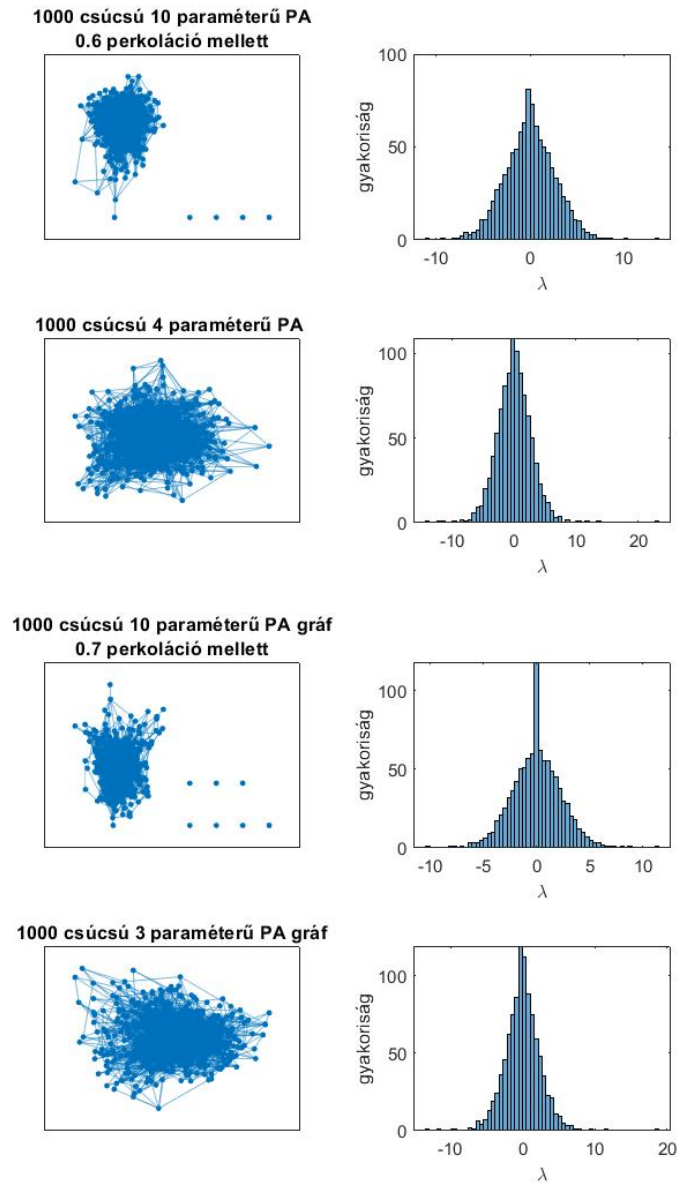 1000 csúcsú 10 paraméterű PA
0.6 perkoláció mellett
100
50
0
gyakoriság
-10 0 10
λ
1000 csúcsú 4 paraméterű PA
100
50
0
gyakoriság
-10 0 10 20
λ
1000 csúcsú 10 paraméterű PA gráf
0.7 perkoláció mellett
100
50
0
gyakoriság
-10 -5 0 5 10
λ
1000 csúcsú 3 paraméterű PA gráf
100
50
0
gyakoriság
-10 0 10 20
λ